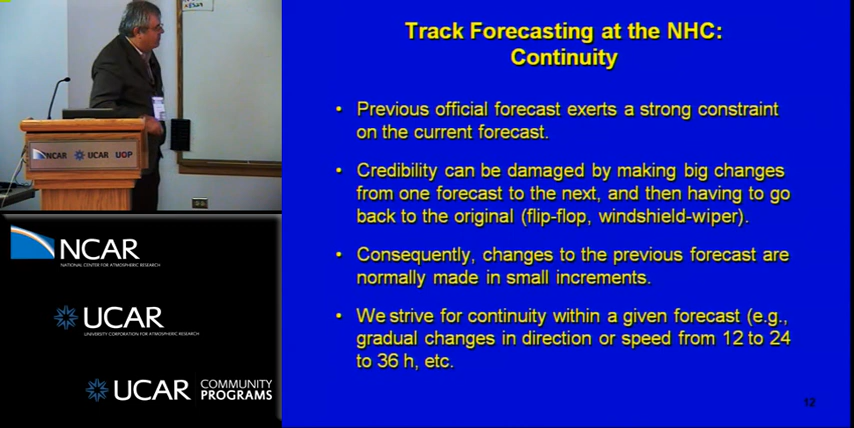 NCAR UCAR UOP
NCAR
NATIONAL CENTER FOR ATMOSPHERIC RESEARCH
UCAR
UNIVERSITY CORPORATION FOR ATMOSPHERIC RESEARCH
UCAR COMMUNITY
PROGRAMS
Track Forecasting at the NHC:
Continuity
• Previous official forecast exerts a strong constraint
on the current forecast.
• Credibility can be damaged by making big changes
from one forecast to the next, and then having to go
back to the original (flip-flop, windshield-wiper).
• Consequently, changes to the previous forecast are
normally made in small increments.
• We strive for continuity within a given forecast (e.g.,
gradual changes in direction or speed from 12 to 24
to 36 h, etc.
12